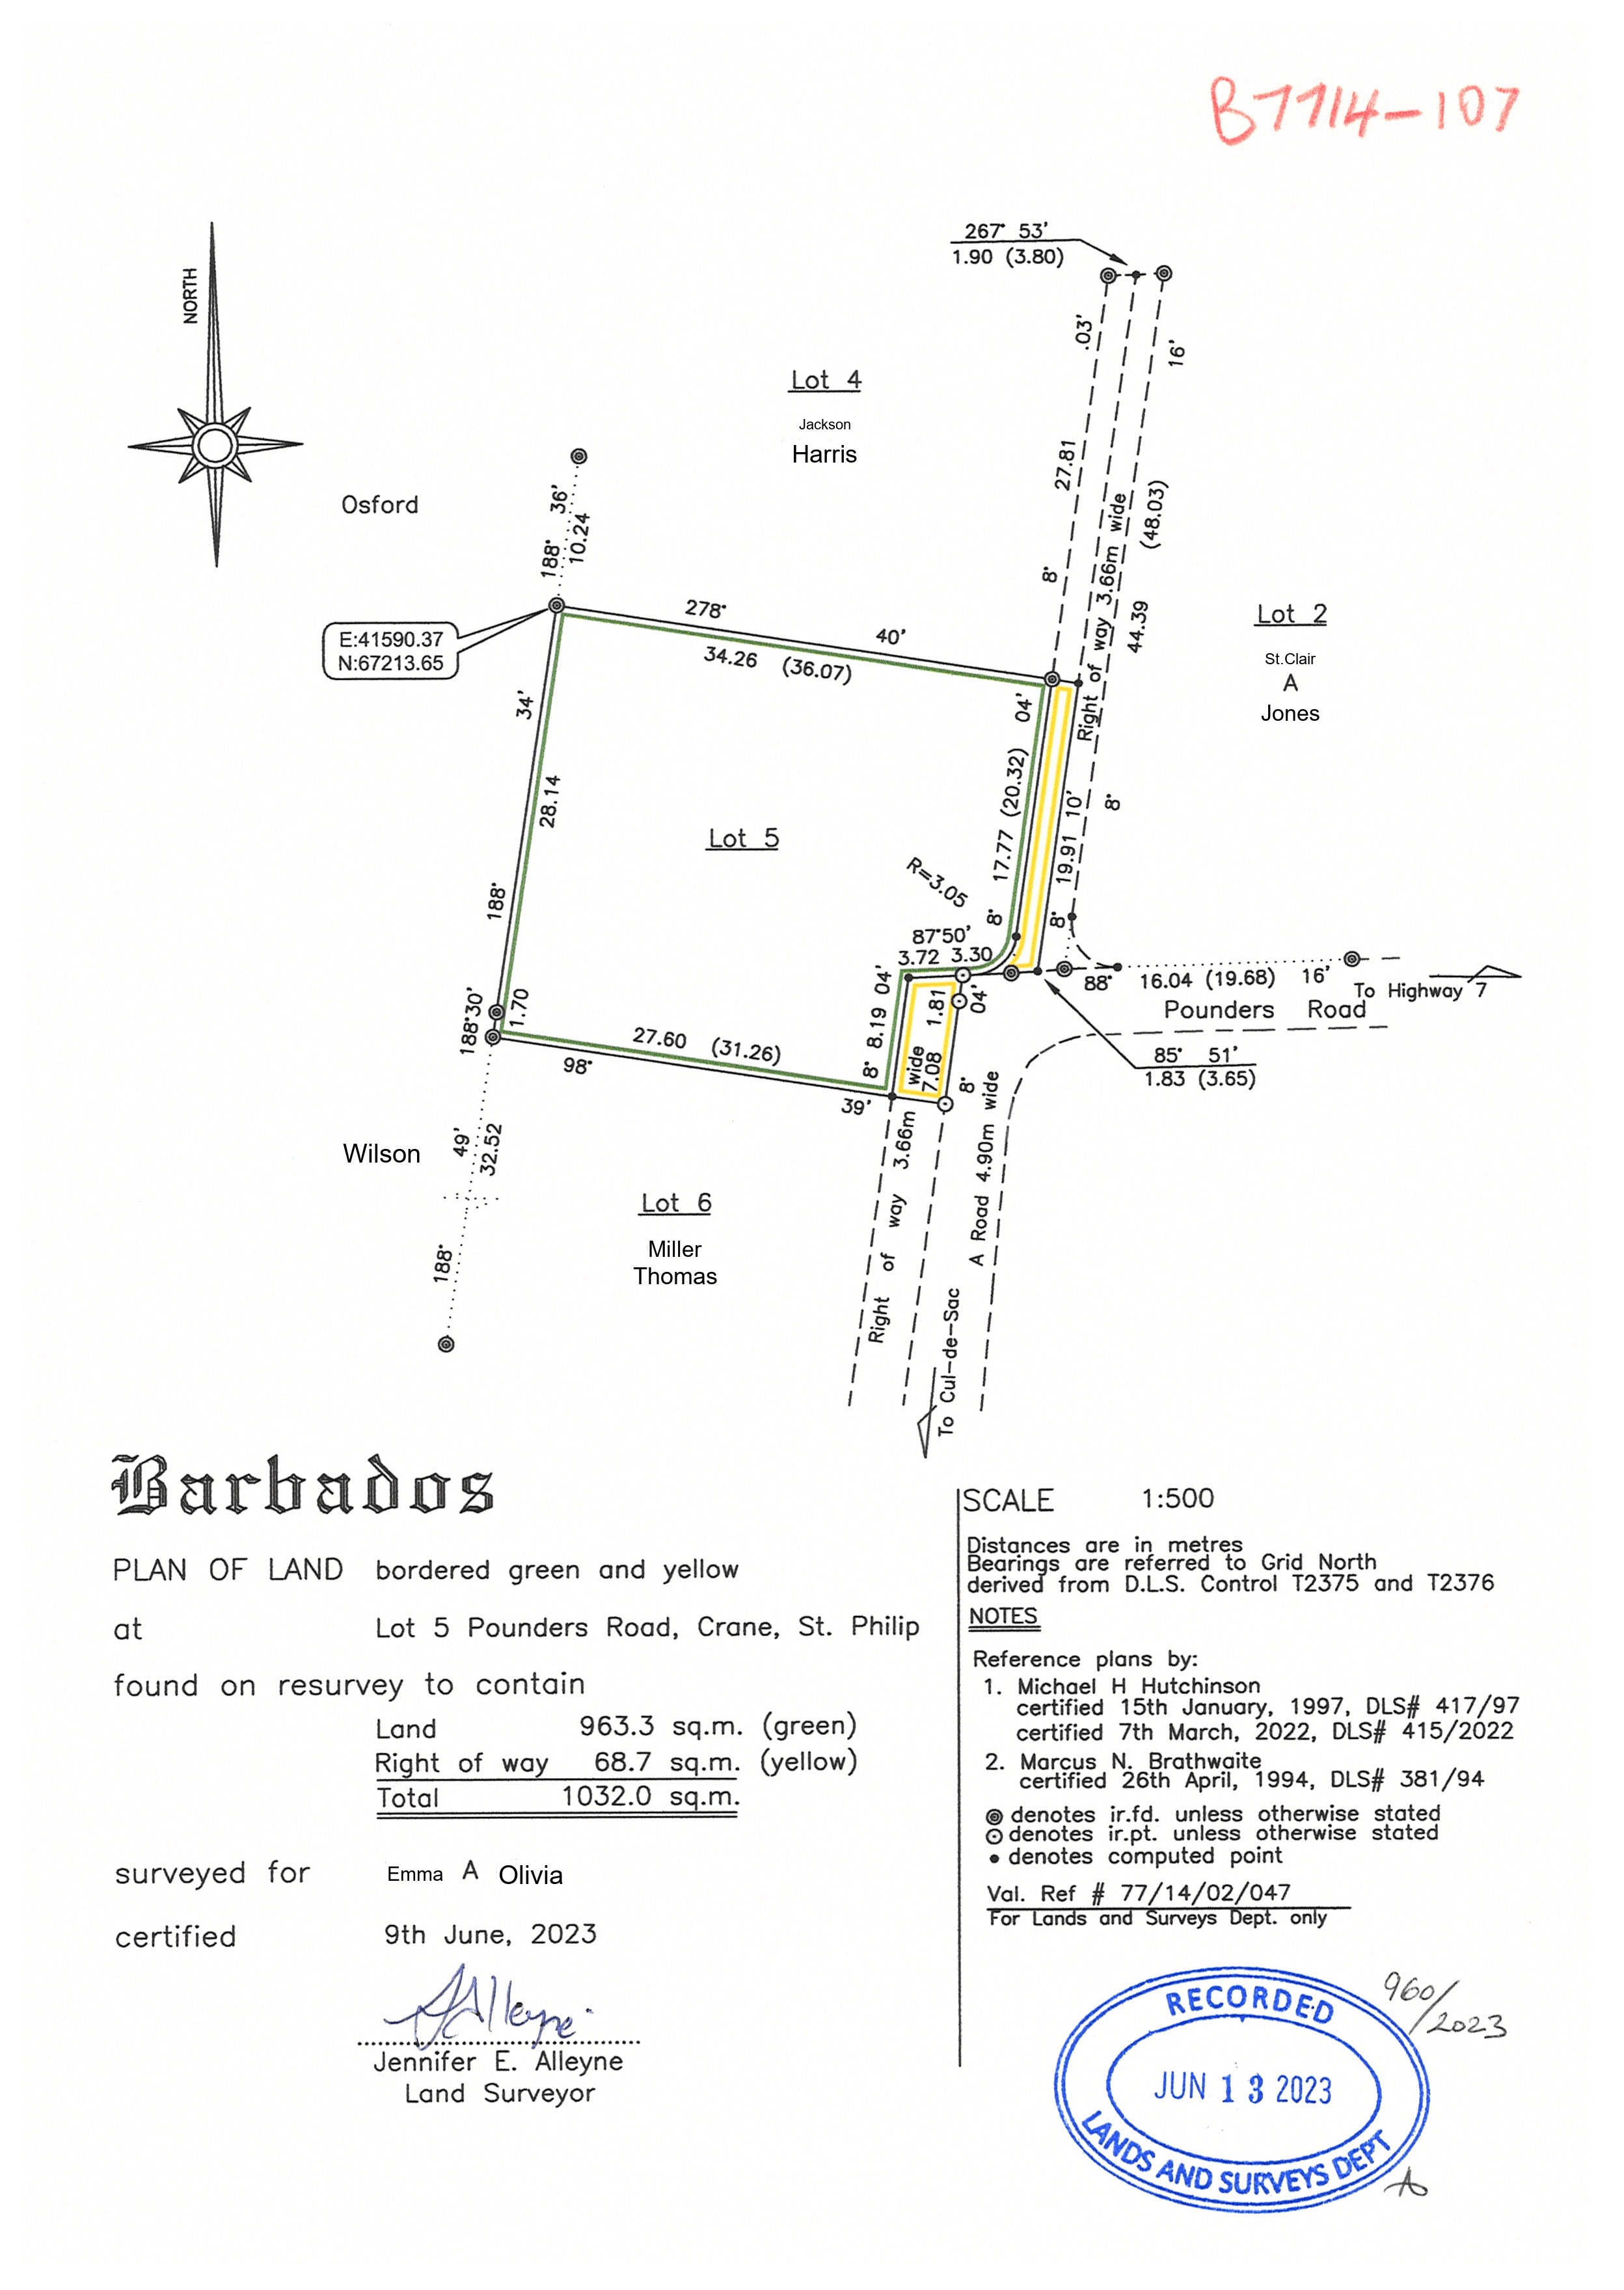 B7714-107
267° 53'
1.90 (3.80)
NORTH
.03'
16'
Lot 4
Jackson
Harris
27.81
Osford
36'
188°
10.24
(48.03)
8°
Right of way 3.66m wide
44.39
Lot 2
St.Clair
A
Jones
278°
40'
34.26 (36.07)
E:41590.37
N:67213.65
34'
28.14
188°
04'
17.77 (20.32)
8°
19.91 10'
8°
8°
Lot 5
R=3.05
87°50'
3.72 3.30
88°
16.04 (19.68) 16'
To Highway 7
Pounders Road
85° 51'
1.83 (3.65)
04'
8.19
8°
1.81
04'
wide
7.08
8°
188°30'
1.70
27.60 (31.26)
98°
39'
Wilson
49'
32.52
188°
Lot 6
Miller
Thomas
Right of way 3.66m
A Road 4.90m wide
To Cul-de-Sac
Barbados
PLAN OF LAND bordered green and yellow
at Lot 5 Pounders Road, Crane, St. Philip
found on resurvey to contain
Land 963.3 sq.m. (green)
Right of way 68.7 sq.m. (yellow)
Total 1032.0 sq.m.
surveyed for Emma A Olivia
certified 9th June, 2023
JAlleyne
Jennifer E. Alleyne
Land Surveyor
SCALE 1:500
Distances are in metres
Bearings are referred to Grid North
derived from D.L.S. Control T2375 and T2376
NOTES
Reference plans by:
1. Michael H Hutchinson
certified 15th January, 1997, DLS# 417/97
certified 7th March, 2022, DLS# 415/2022
2. Marcus N. Brathwaite
certified 26th April, 1994, DLS# 381/94
denotes ir.fd. unless otherwise stated
denotes ir.pt. unless otherwise stated
• denotes computed point
Val. Ref # 77/14/02/047
For Lands and Surveys Dept. only
960/2023
RECORDED
JUN 13 2023
LANDS AND SURVEYS DEPT